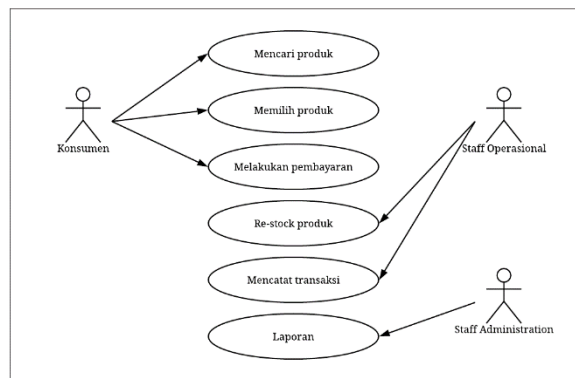 Mencari produk
Memilih produk
Konsumen
Staff Operasional
Melakukan pembayaran
Re-stock produk
Mencatat transaksi
Staff Administration
Laporan